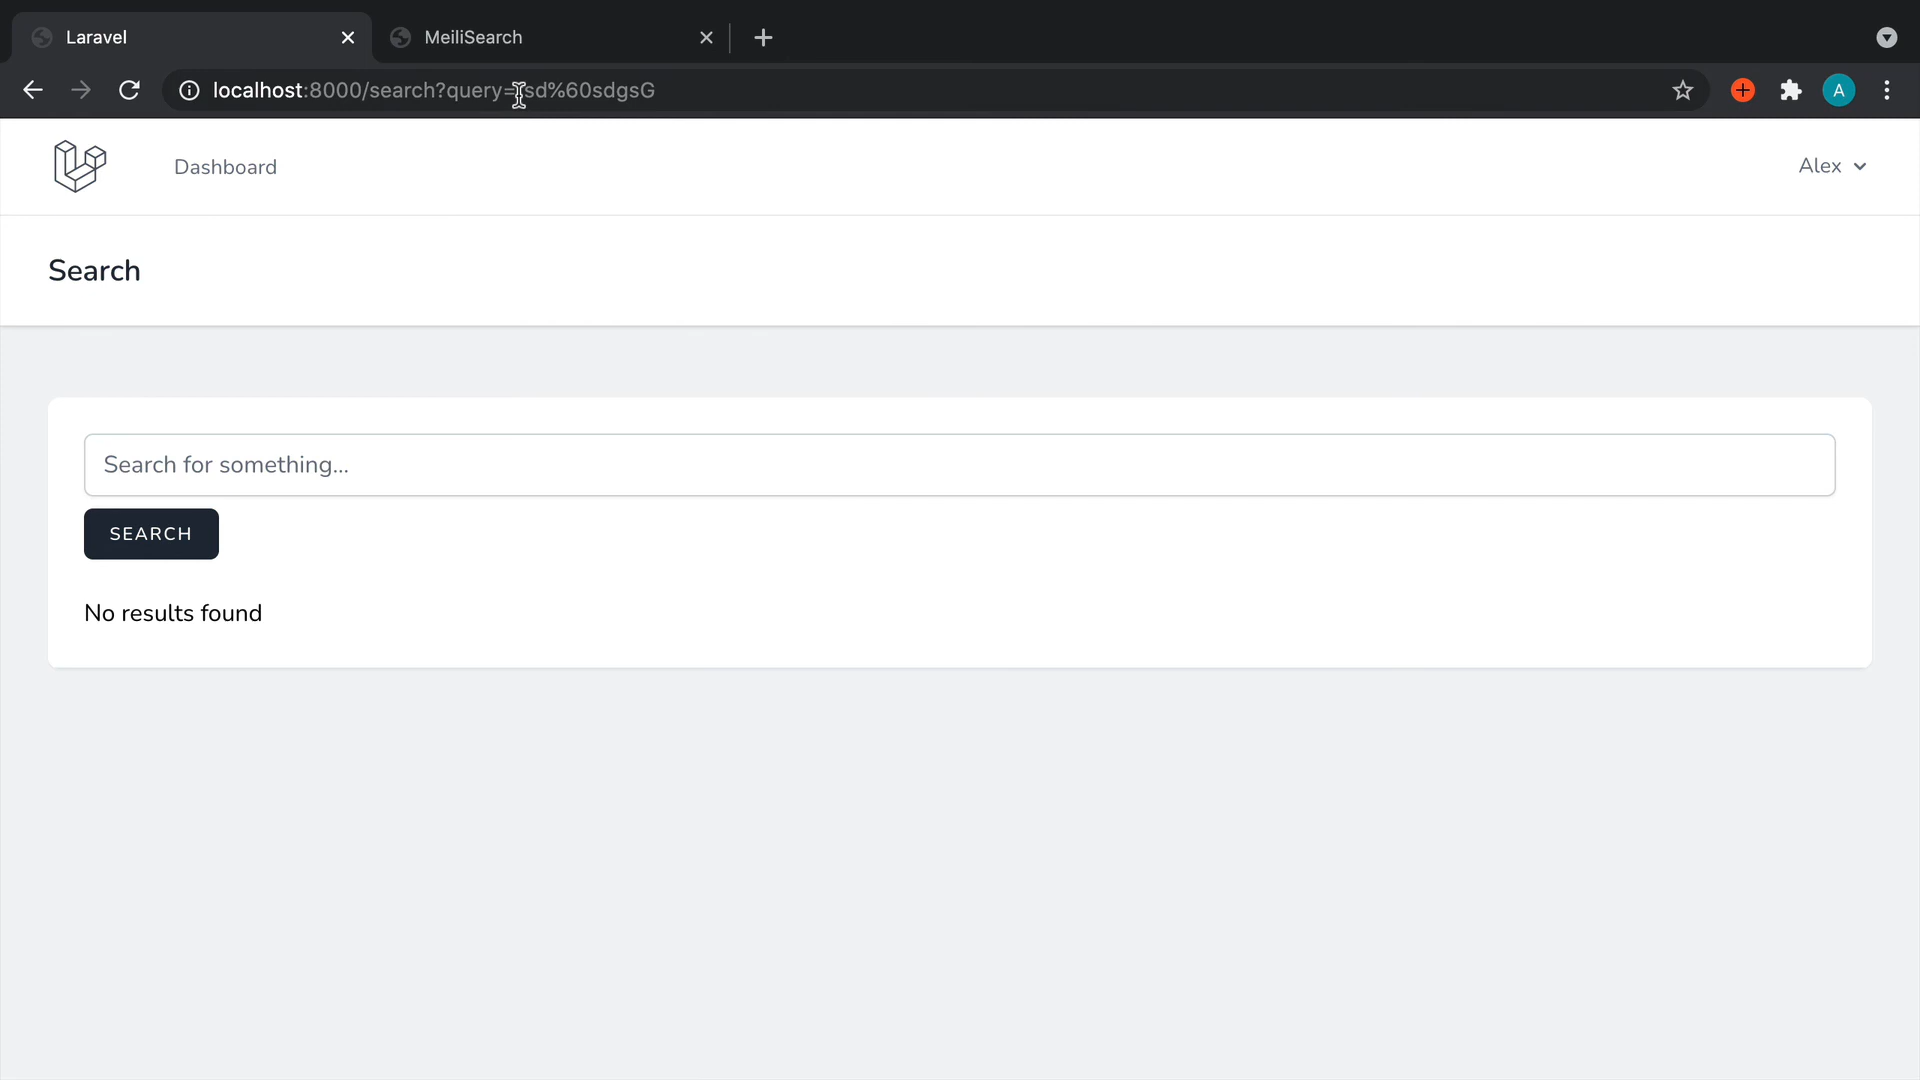 Laravel
MeiliSearch
localhost:8000/search?query=
sd%60sdgsG
A
Dashboard
Alex
Search
Search for something...
SEARCH
No results found